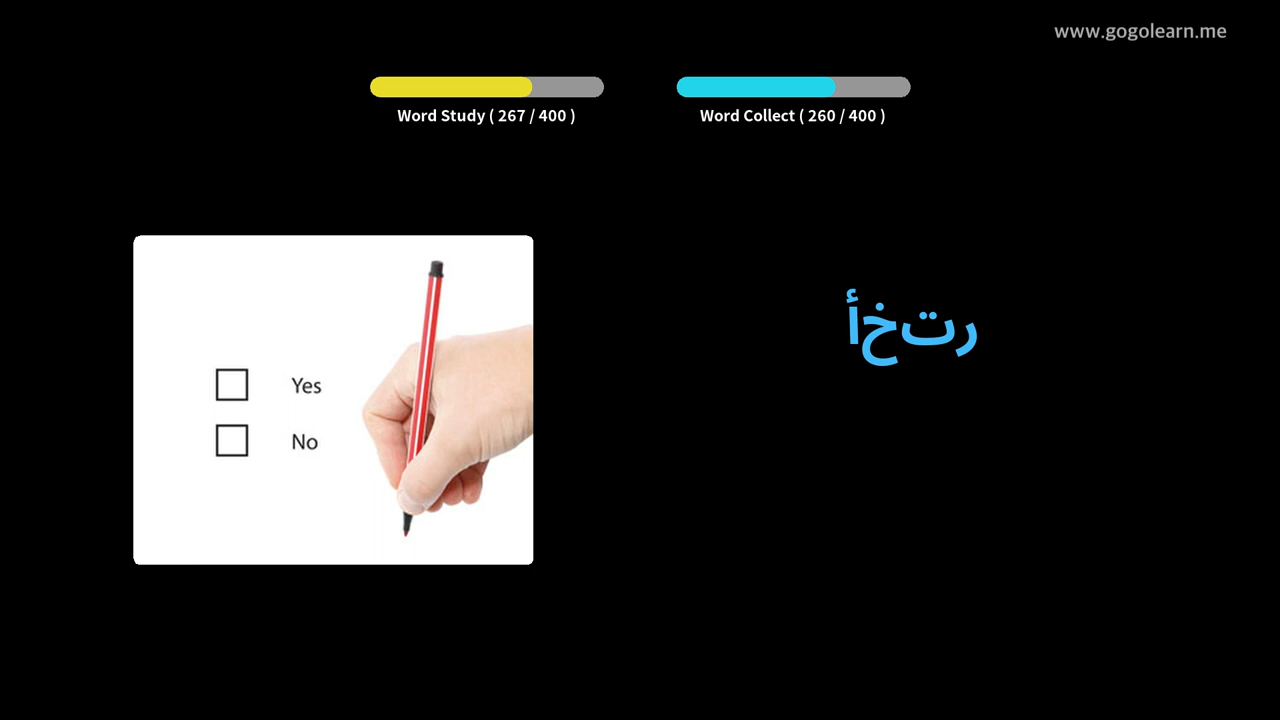 www.gogolearn.me
Word Study ( 267 / 400 )
Word Collect ( 260 / 400 )
Yes
No
رتخأ